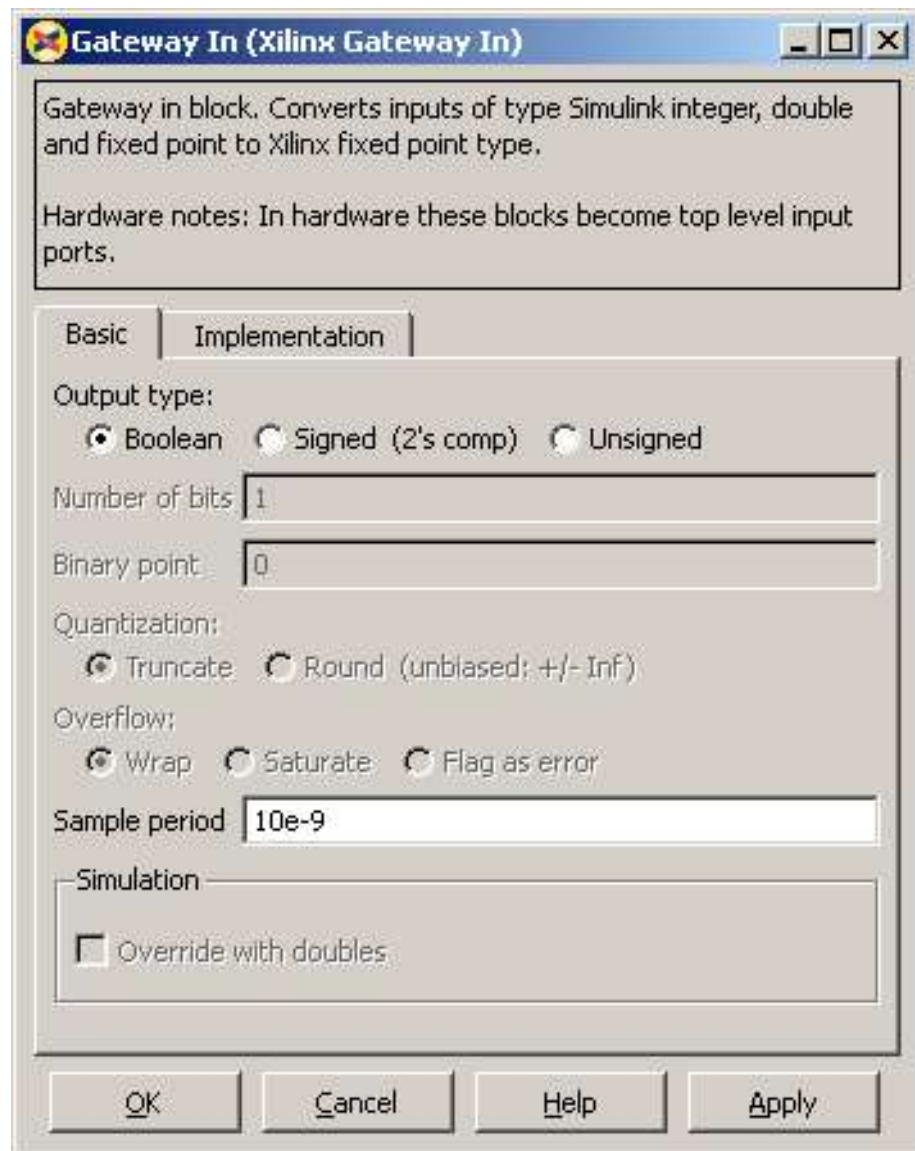 Gateway In (Xilinx Gateway In)
Gateway in block. Converts inputs of type Simulink integer, double
and fixed point to Xilinx fixed point type.
Hardware notes: In hardware these blocks become top level input
ports.
Basic Implementation
Output type:
Boolean Signed (2's comp) Unsigned
Number of bits 1
Binary point 0
Quantization:
Truncate Round (unbiased: +/- Inf)
Overflow:
Wrap Saturate Flag as error
Sample period 10e-9
Simulation
Override with doubles
OK Cancel Help Apply